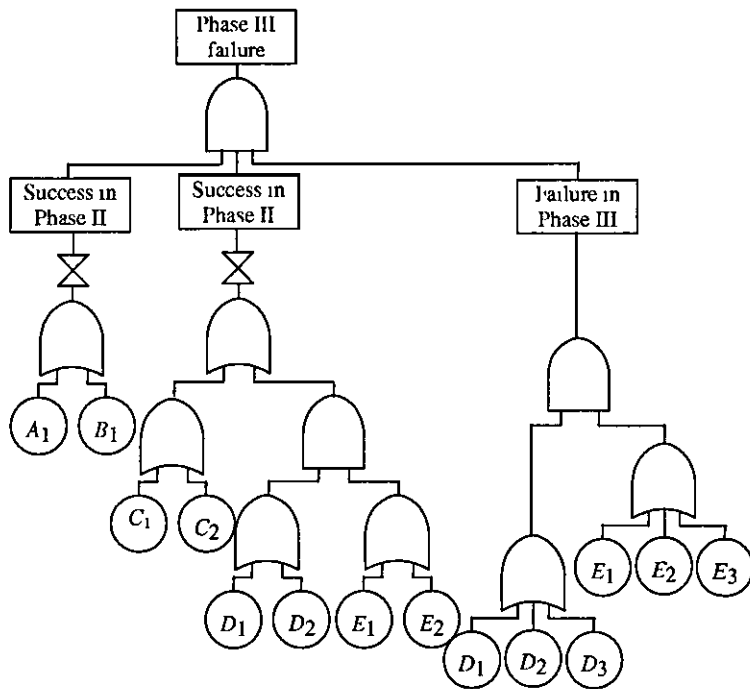 Phase III
failure
Success in
Phase II
Success in
Phase II
Failure in
Phase III
A1
B1
C1
C2
D1
D2
E1
E2
D1
D2
D3
E1
E2
E3